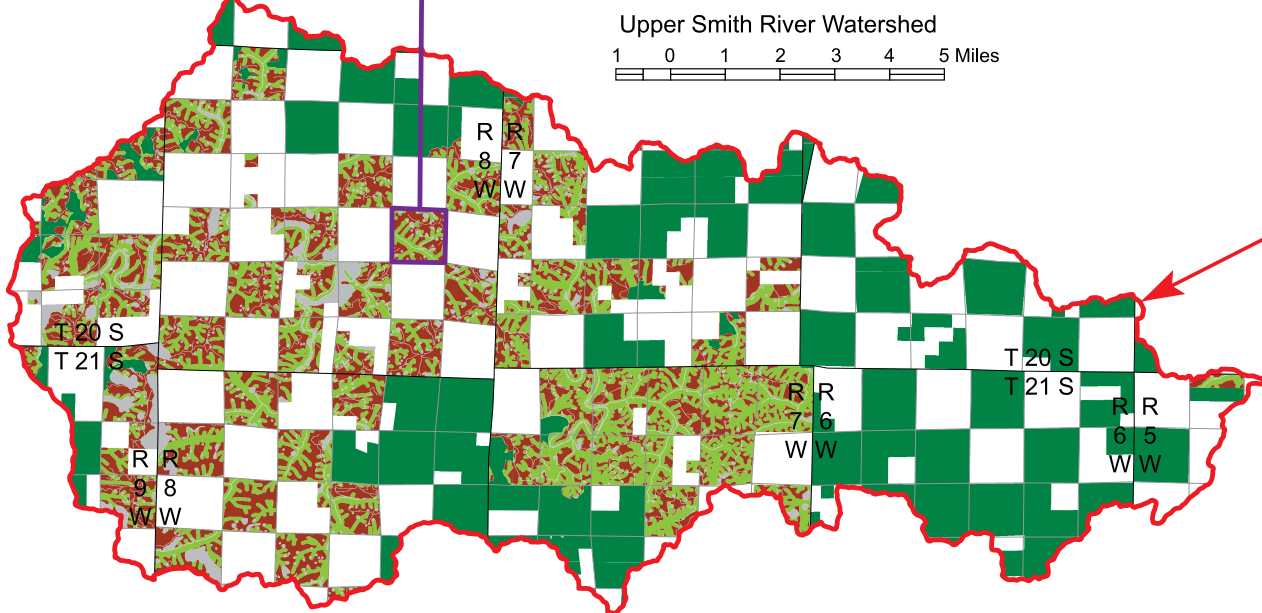 Upper Smith River Watershed
1 0 1 2 3 4 5 Miles
R R
8 7
W W
T 20 S
T 21 S
T 20 S
T 21 S
R R
7 6
W W
R R
6 5
W W
R R
9 8
W W